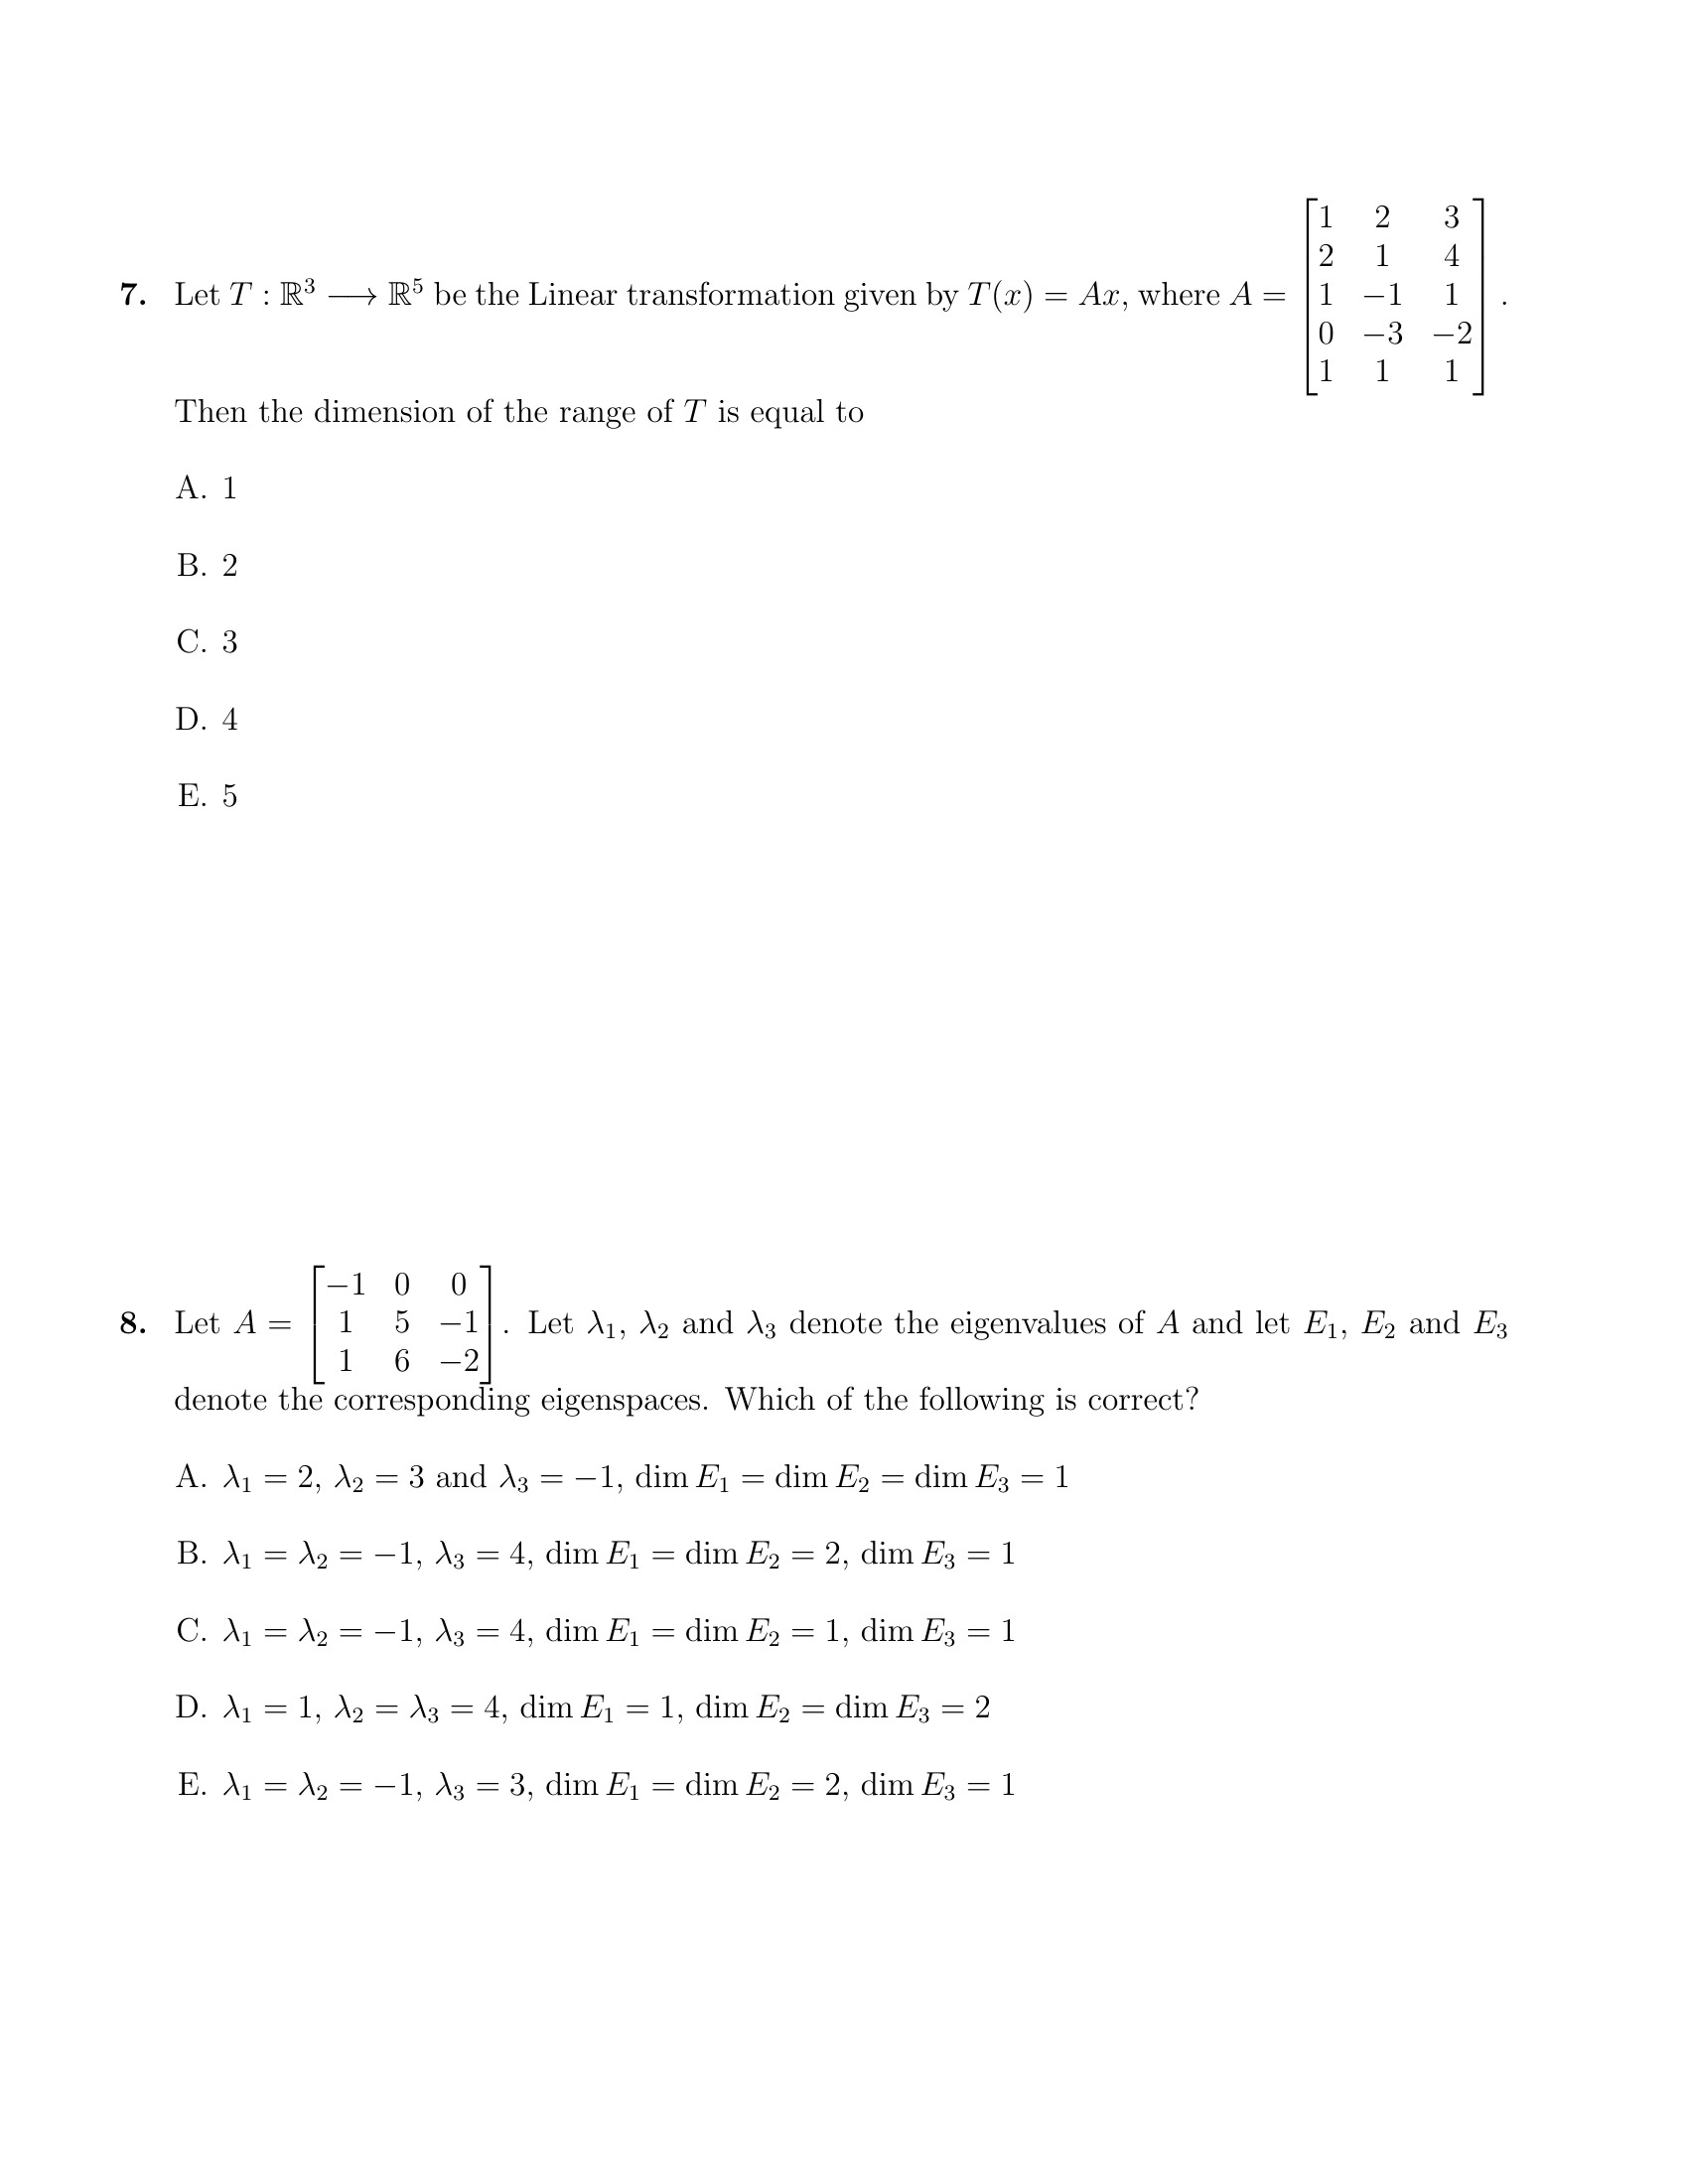 7. Let $T : \mathbb{R}^3 \longrightarrow \mathbb{R}^5$ be the Linear transformation given by $T(x) = Ax$, where $A = \begin{bmatrix} 1 & 2 & 3 \\ 2 & 1 & 4 \\ 1 & -1 & 1 \\ 0 & -3 & -2 \\ 1 & 1 & 1 \end{bmatrix}$.
Then the dimension of the range of $T$ is equal to
A. 1
B. 2
C. 3
D. 4
E. 5
8. Let $A = \begin{bmatrix} -1 & 0 & 0 \\ 1 & 5 & -1 \\ 1 & 6 & -2 \end{bmatrix}$. Let $\lambda_1$, $\lambda_2$ and $\lambda_3$ denote the eigenvalues of $A$ and let $E_1$, $E_2$ and $E_3$
denote the corresponding eigenspaces. Which of the following is correct?
A. $\lambda_1 = 2$, $\lambda_2 = 3$ and $\lambda_3 = -1$, $\dim E_1 = \dim E_2 = \dim E_3 = 1$
B. $\lambda_1 = \lambda_2 = -1$, $\lambda_3 = 4$, $\dim E_1 = \dim E_2 = 2$, $\dim E_3 = 1$
C. $\lambda_1 = \lambda_2 = -1$, $\lambda_3 = 4$, $\dim E_1 = \dim E_2 = 1$, $\dim E_3 = 1$
D. $\lambda_1 = 1$, $\lambda_2 = \lambda_3 = 4$, $\dim E_1 = 1$, $\dim E_2 = \dim E_3 = 2$
E. $\lambda_1 = \lambda_2 = -1$, $\lambda_3 = 3$, $\dim E_1 = \dim E_2 = 2$, $\dim E_3 = 1$